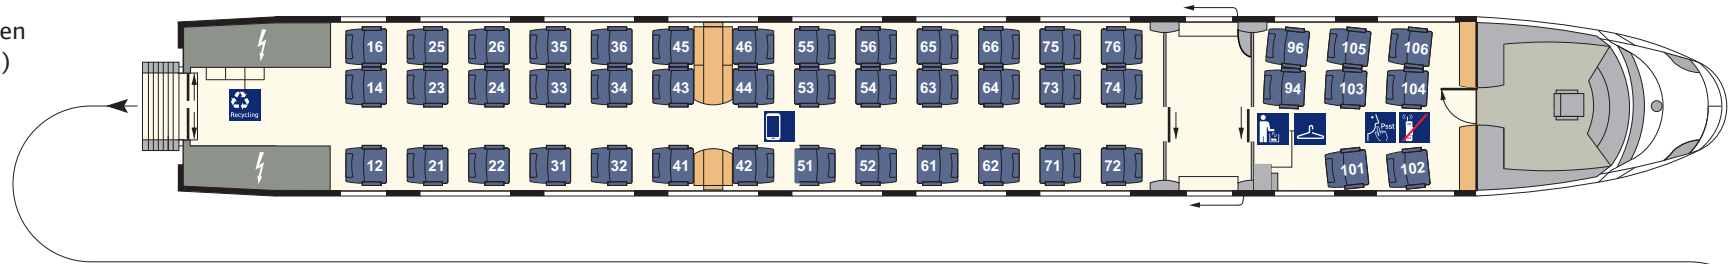 en
)
16 25 26 35 36 45 46 55 56 65 66 75 76 96 105 106
14 23 24 33 34 43 44 53 54 63 64 73 74 94 103 104
Recycling
Psst
12 21 22 31 32 41 42 51 52 61 62 71 72 101 102